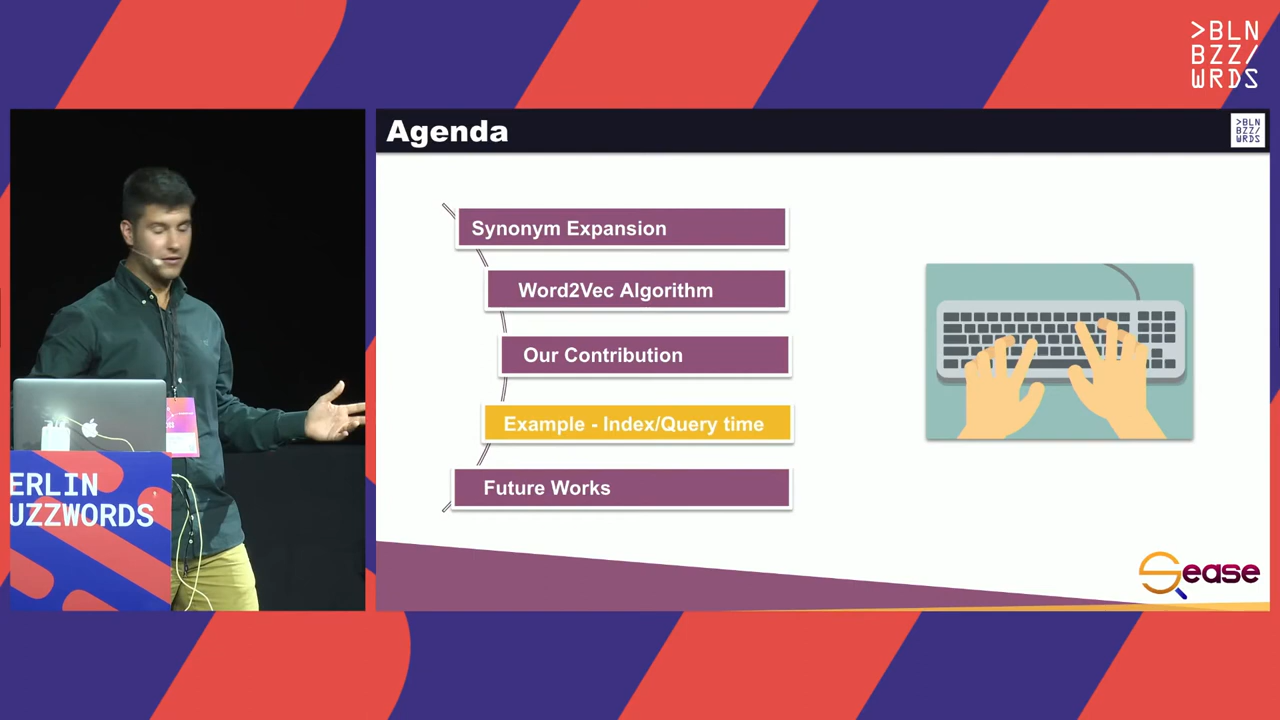 >BLN
BZZ/
WRDS
Agenda
>BLN
BZZ/
WRDS
Synonym Expansion
Word2Vec Algorithm
Our Contribution
Example - Index/Query time
Future Works
Sease
ERLIN
UZZWORDS